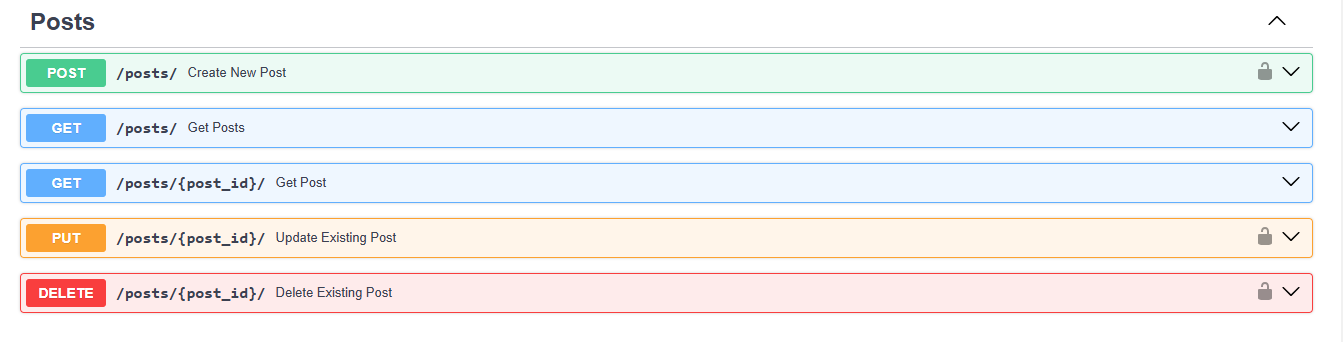 Posts
POST /posts/ Create New Post
GET /posts/ Get Posts
GET /posts/{post_id}/ Get Post
PUT /posts/{post_id}/ Update Existing Post
DELETE /posts/{post_id}/ Delete Existing Post